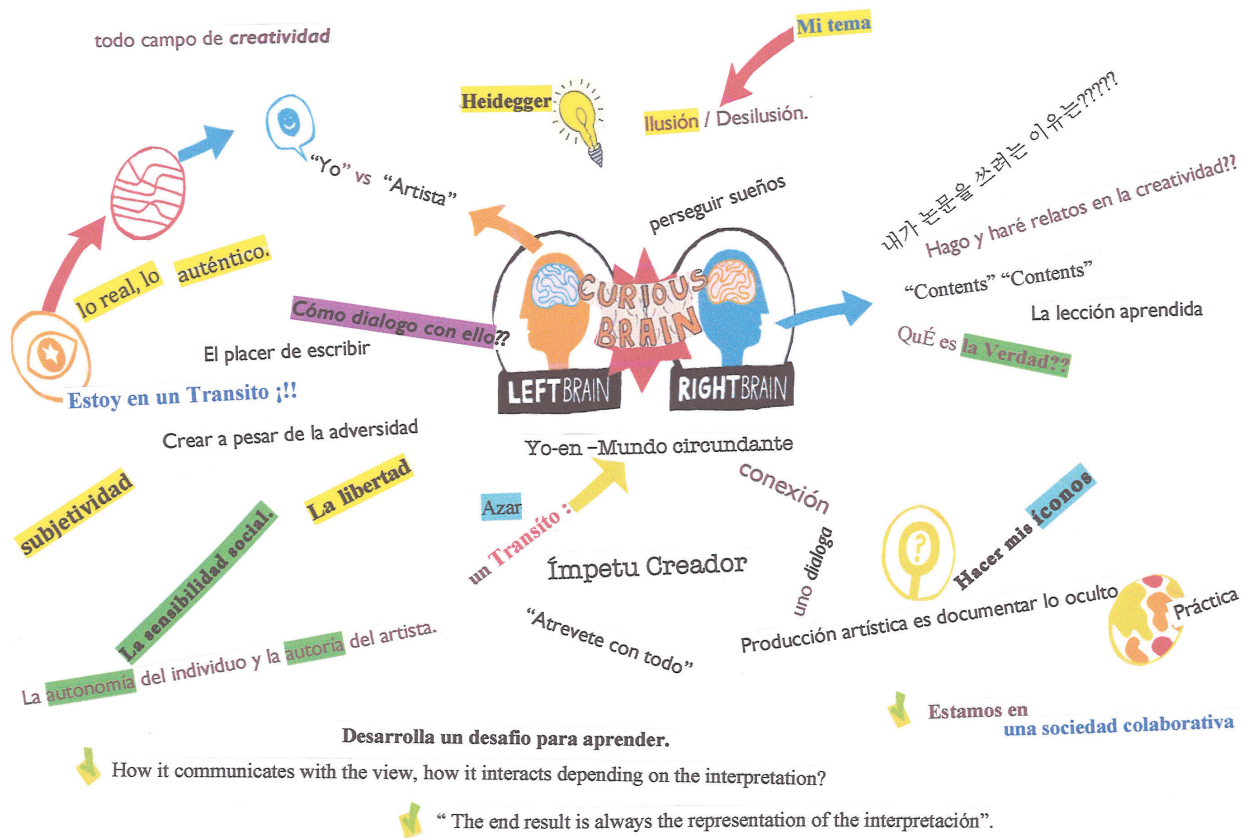 todo campo de creatividad
Mi tema
Heidegger
Ilusión / Desilusión.
내가 논문을 쓰려는 이유는?????
"Yo" vs "Artista"
perseguir sueños
Hago y haré relatos en la creatividad??
lo real, lo auténtico.
CURIOUS
BRAIN
"Contents" "Contents"
La lección aprendida
Cómo dialogo con ello??
QuÉ es la Verdad??
El placer de escribir
LEFTBRAIN
RIGHTBRAIN
Estoy en un Transito ¡!!
Crear a pesar de la adversidad
Yo-en –Mundo circundante
subjetividad
La libertad
conexión
La sensibilidad social.
Azar
un Transíto :
Ímpetu Creador
uno dialoga
?
Hacer mis íconos
Producción artística es documentar lo oculto
Práctica
"Atrevete con todo"
La autonomía del individuo y la autoría del artista.
Estamos en
una sociedad colaborativa
Desarrolla un desafio para aprender.
How it communicates with the view, how it interacts depending on the interpretation?
" The end result is always the representation of the interpretación".